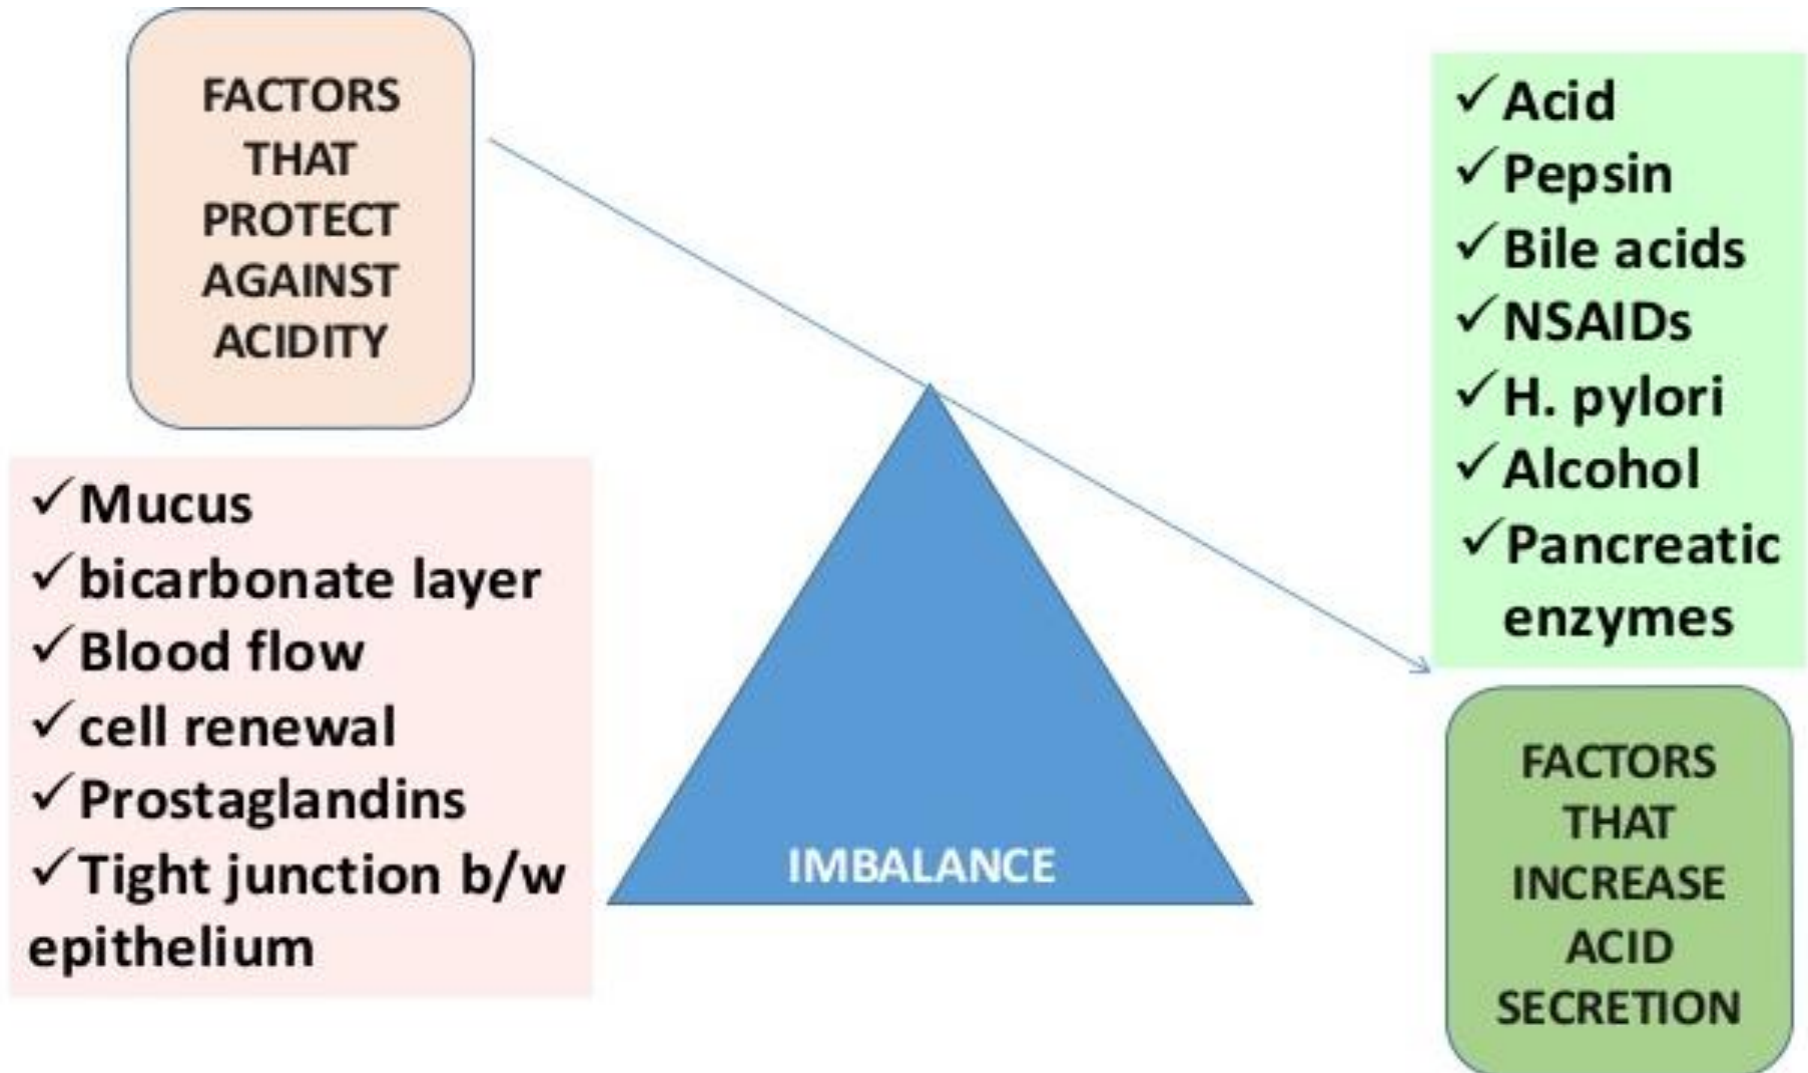 FACTORS
THAT
PROTECT
AGAINST
ACIDITY
✓Mucus
✓bicarbonate layer
✓Blood flow
✓cell renewal
✓Prostaglandins
✓Tight junction b/w
epithelium
IMBALANCE
✓Acid
✓Pepsin
✓Bile acids
✓NSAIDs
✓H. pylori
✓Alcohol
✓Pancreatic
enzymes
FACTORS
THAT
INCREASE
ACID
SECRETION